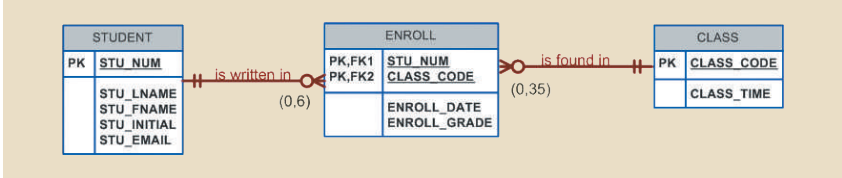 STUDENT
PK STU_NUM
STU_LNAME
STU_FNAME
STU_INITIAL
STU_EMAIL
is written in
(0,6)
ENROLL
PK,FK1 STU_NUM
PK,FK2 CLASS_CODE
ENROLL_DATE
ENROLL_GRADE
is found in
(0,35)
CLASS
PK CLASS_CODE
CLASS_TIME